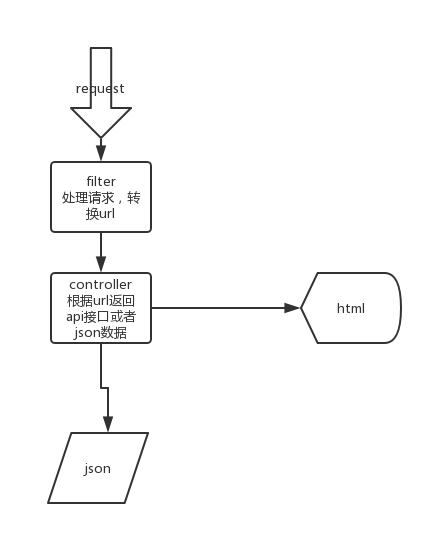 request
filter
处理请求，转
换url
controller
根据url返回
api接口或者
json数据
html
json